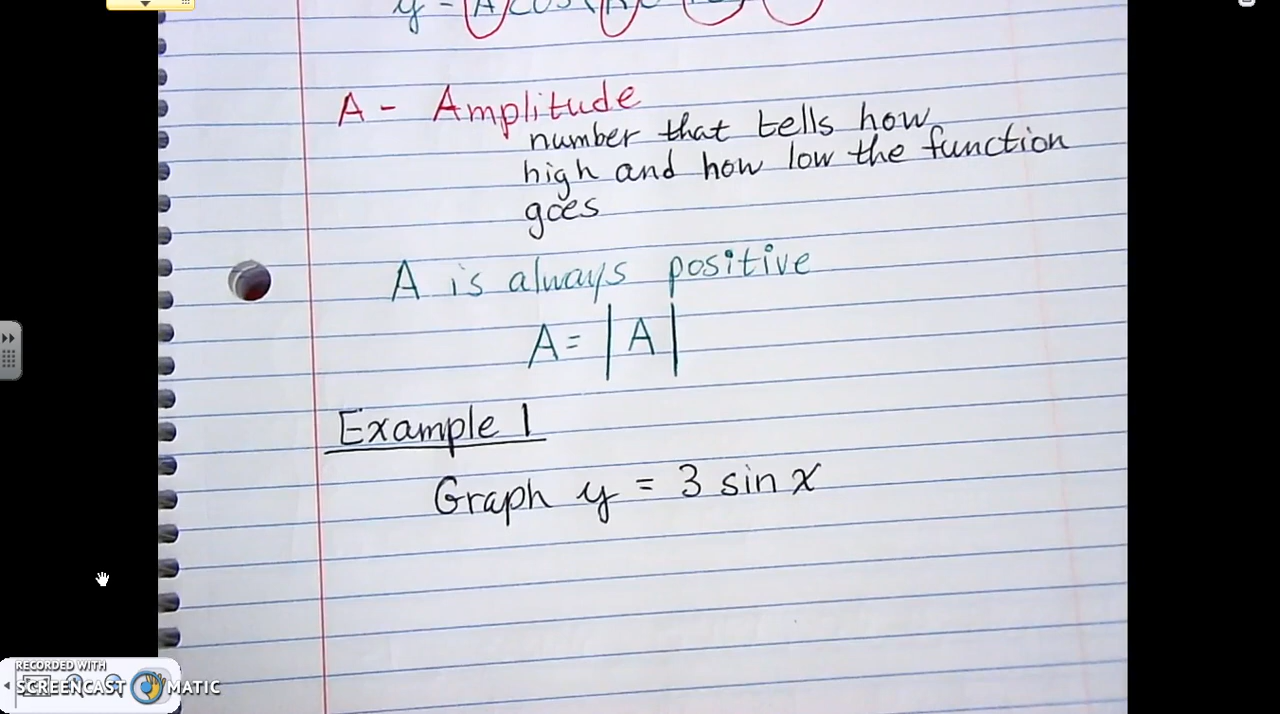 y = A cos(
A - Amplitude
number that tells how
high and how low the function
goes
A is always positive
A = |A|
Example 1
Graph y = 3 sin x
RECORDED WITH
SCREENCAST MATIC